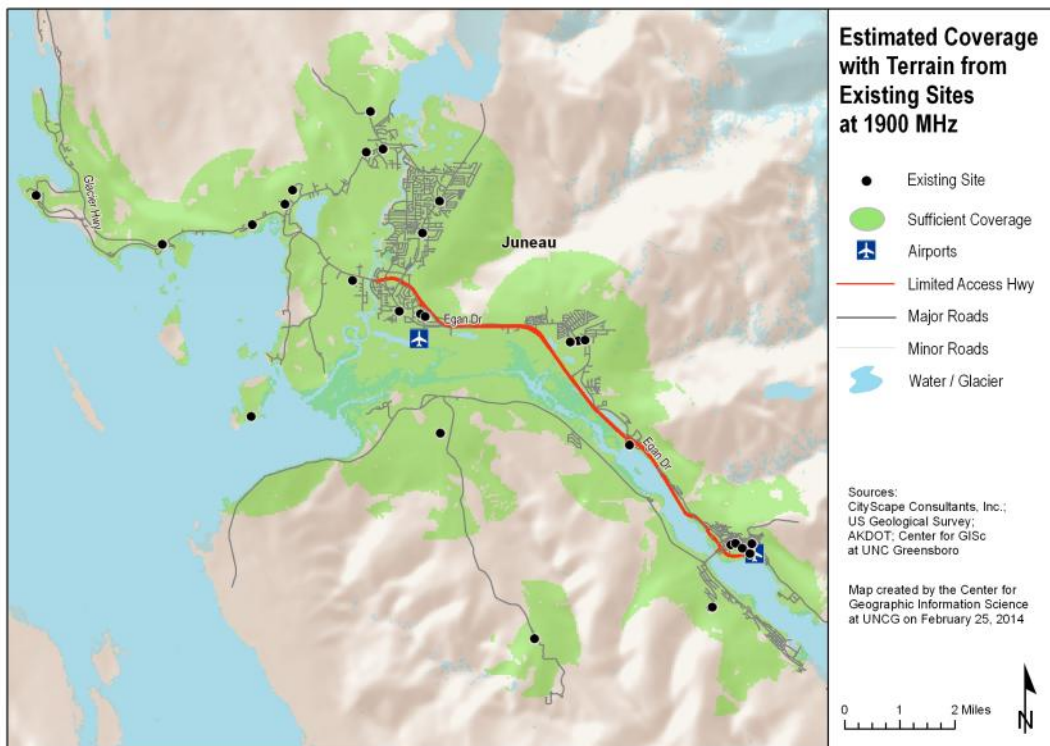 Estimated Coverage
with Terrain from
Existing Sites
at 1900 MHz
Existing Site
Sufficient Coverage
Airports
Limited Access Hwy
Major Roads
Minor Roads
Water / Glacier
Sources:
CityScape Consultants, Inc.;
US Geological Survey;
AKDOT; Center for GISc
at UNC Greensboro
Map created by the Center for
Geographic Information Science
at UNCG on February 25, 2014
0 1 2 Miles
N
Glacier Hwy
Juneau
Egan Dr
Egan Dr